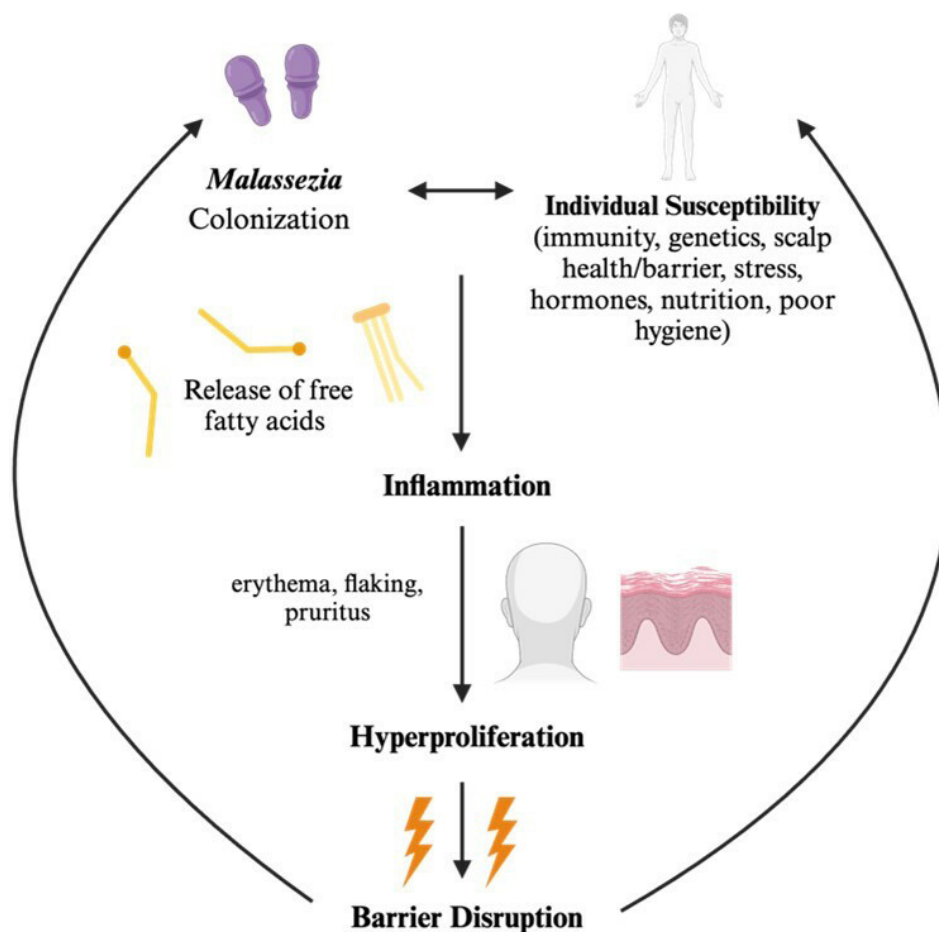 Malassezia
Colonization
Individual Susceptibility
(immunity, genetics, scalp
health/barrier, stress,
hormones, nutrition, poor
hygiene)
Release of free
fatty acids
Inflammation
erythema, flaking,
pruritus
Hyperproliferation
Barrier Disruption